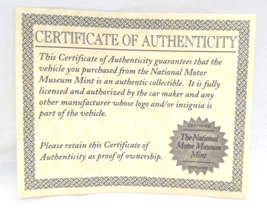 CERTIFICATE OF AUTHENTICITY
This Certificate of Authenticity guarantees that the
vehicle you purchased from the National Motor
Museum Mint is an authentic collectible. It is fully
licensed and authorized by the car maker and any
other manufacturer whose logo and/or insignia is
part of the vehicle.
Please retain this Certificate of
Authenticity as proof of ownership.
The National
Motor Museum
Mint